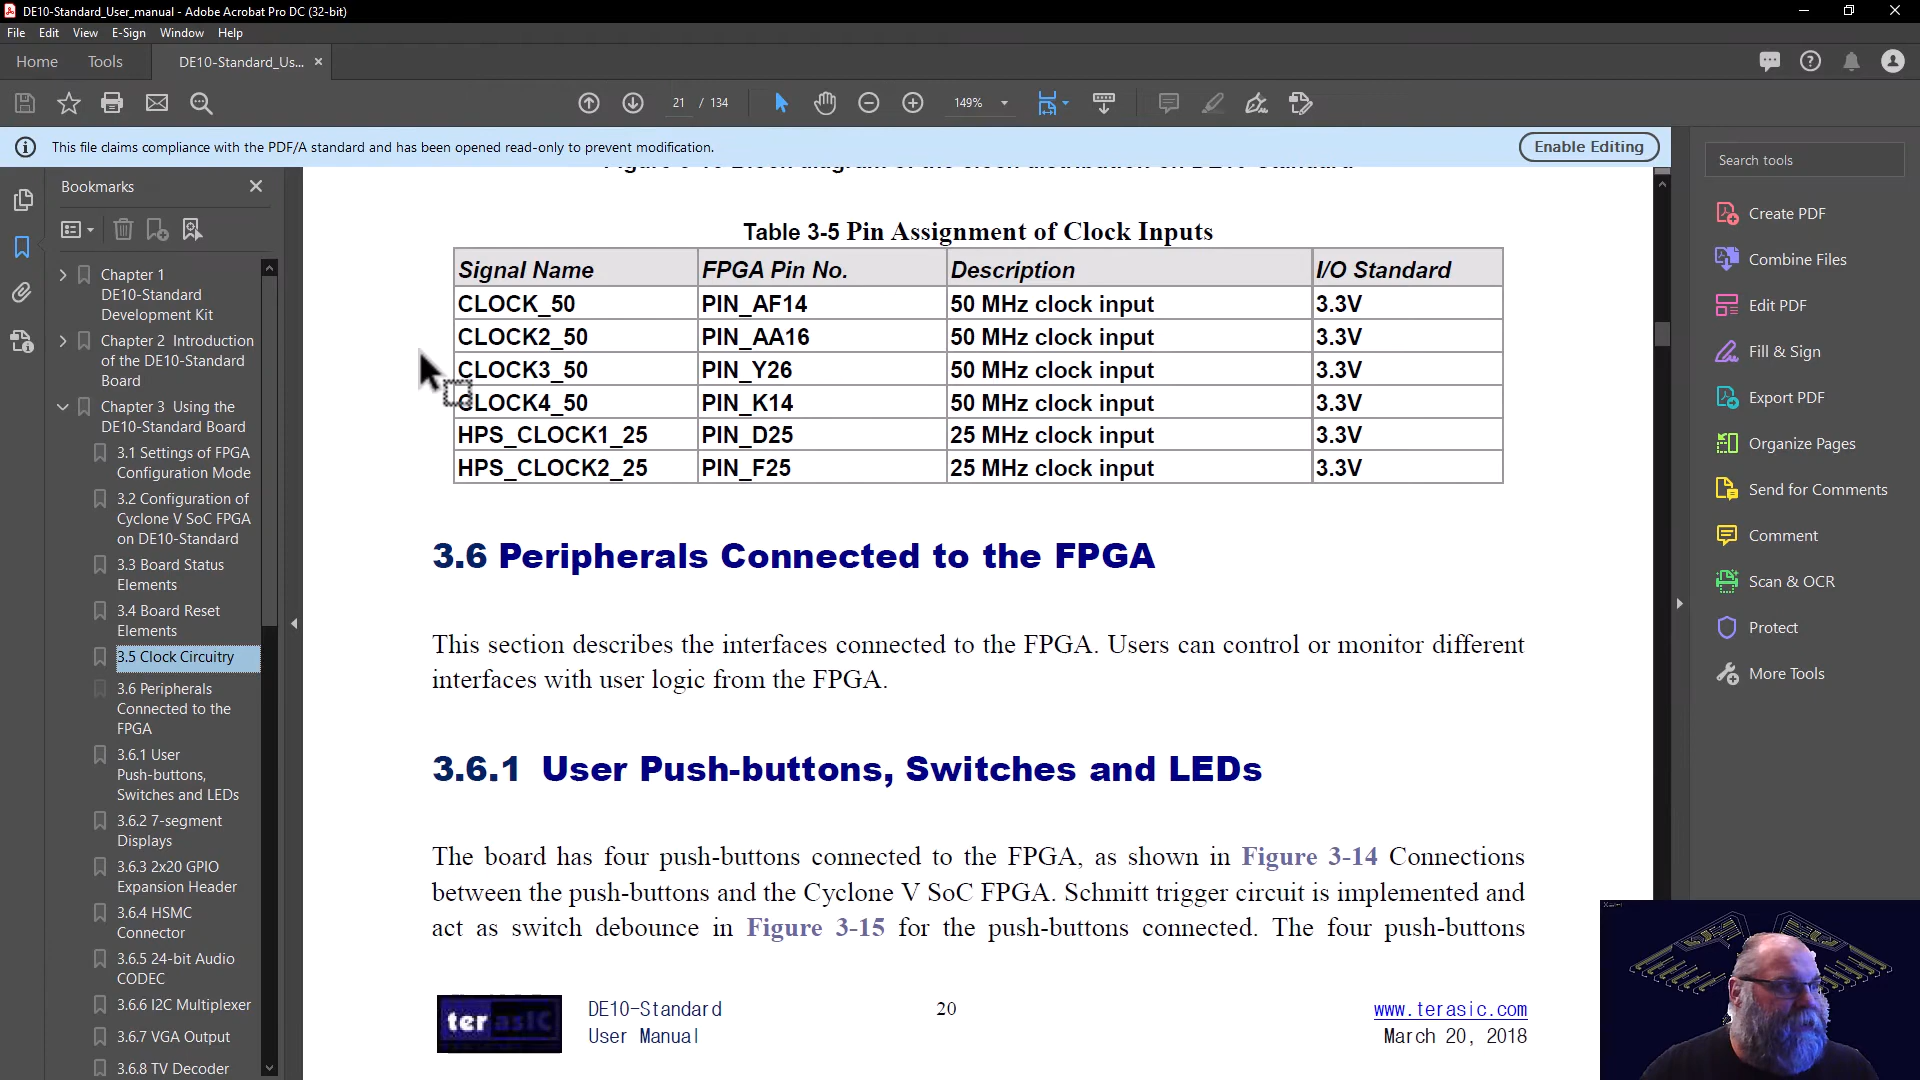 DE10-Standard_User_manual - Adobe Acrobat Pro DC (32-bit)
File Edit View E-Sign Window Help
Home Tools DE10-Standard_Us... ×
21 / 134 149%
This file claims compliance with the PDF/A standard and has been opened read-only to prevent modification. Enable Editing
Bookmarks
Chapter 1
DE10-Standard
Development Kit
Chapter 2 Introduction
of the DE10-Standard
Board
Chapter 3 Using the
DE10-Standard Board
3.1 Settings of FPGA
Configuration Mode
3.2 Configuration of
Cyclone V SoC FPGA
on DE10-Standard
3.3 Board Status
Elements
3.4 Board Reset
Elements
3.5 Clock Circuitry
3.6 Peripherals
Connected to the
FPGA
3.6.1 User
Push-buttons,
Switches and LEDs
3.6.2 7-segment
Displays
3.6.3 2x20 GPIO
Expansion Header
3.6.4 HSMC
Connector
3.6.5 24-bit Audio
CODEC
3.6.6 I2C Multiplexer
3.6.7 VGA Output
3.6.8 TV Decoder
Table 3-5 Pin Assignment of Clock Inputs
Signal Name FPGA Pin No. Description I/O Standard
CLOCK_50 PIN_AF14 50 MHz clock input 3.3V
CLOCK2_50 PIN_AA16 50 MHz clock input 3.3V
CLOCK3_50 PIN_Y26 50 MHz clock input 3.3V
CLOCK4_50 PIN_K14 50 MHz clock input 3.3V
HPS_CLOCK1_25 PIN_D25 25 MHz clock input 3.3V
HPS_CLOCK2_25 PIN_F25 25 MHz clock input 3.3V
3.6 Peripherals Connected to the FPGA
This section describes the interfaces connected to the FPGA. Users can control or monitor different
interfaces with user logic from the FPGA.
3.6.1 User Push-buttons, Switches and LEDs
The board has four push-buttons connected to the FPGA, as shown in Figure 3-14 Connections
between the push-buttons and the Cyclone V SoC FPGA. Schmitt trigger circuit is implemented and
act as switch debounce in Figure 3-15 for the push-buttons connected. The four push-buttons
terasIC
DE10-Standard
User Manual
20
www.terasic.com
March 20, 2018
Search tools
Create PDF
Combine Files
Edit PDF
Fill & Sign
Export PDF
Organize Pages
Send for Comments
Comment
Scan & OCR
Protect
More Tools